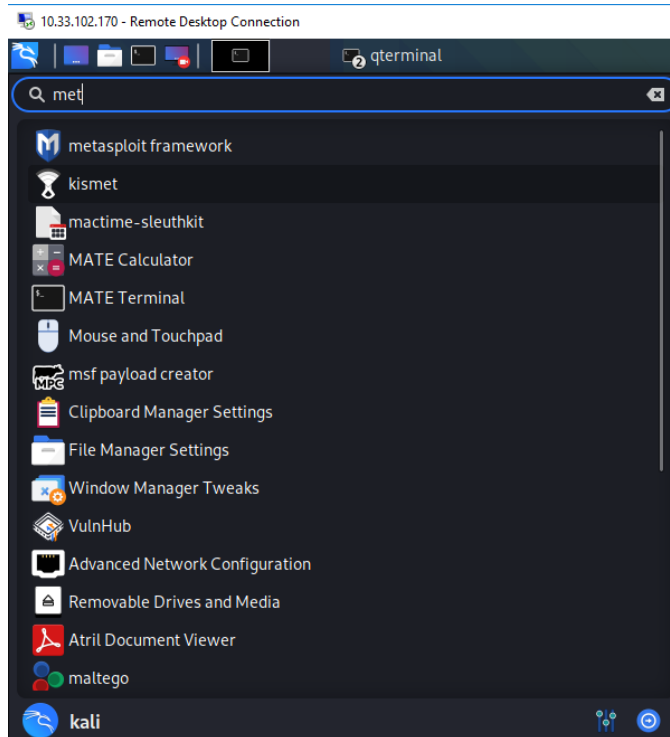 10.33.102.170 - Remote Desktop Connection
2 qterminal
met
metasploit framework
kismet
mactime-sleuthkit
MATE Calculator
MATE Terminal
Mouse and Touchpad
MPC msf payload creator
Clipboard Manager Settings
File Manager Settings
Window Manager Tweaks
VulnHub
Advanced Network Configuration
Removable Drives and Media
Atril Document Viewer
maltego
kali